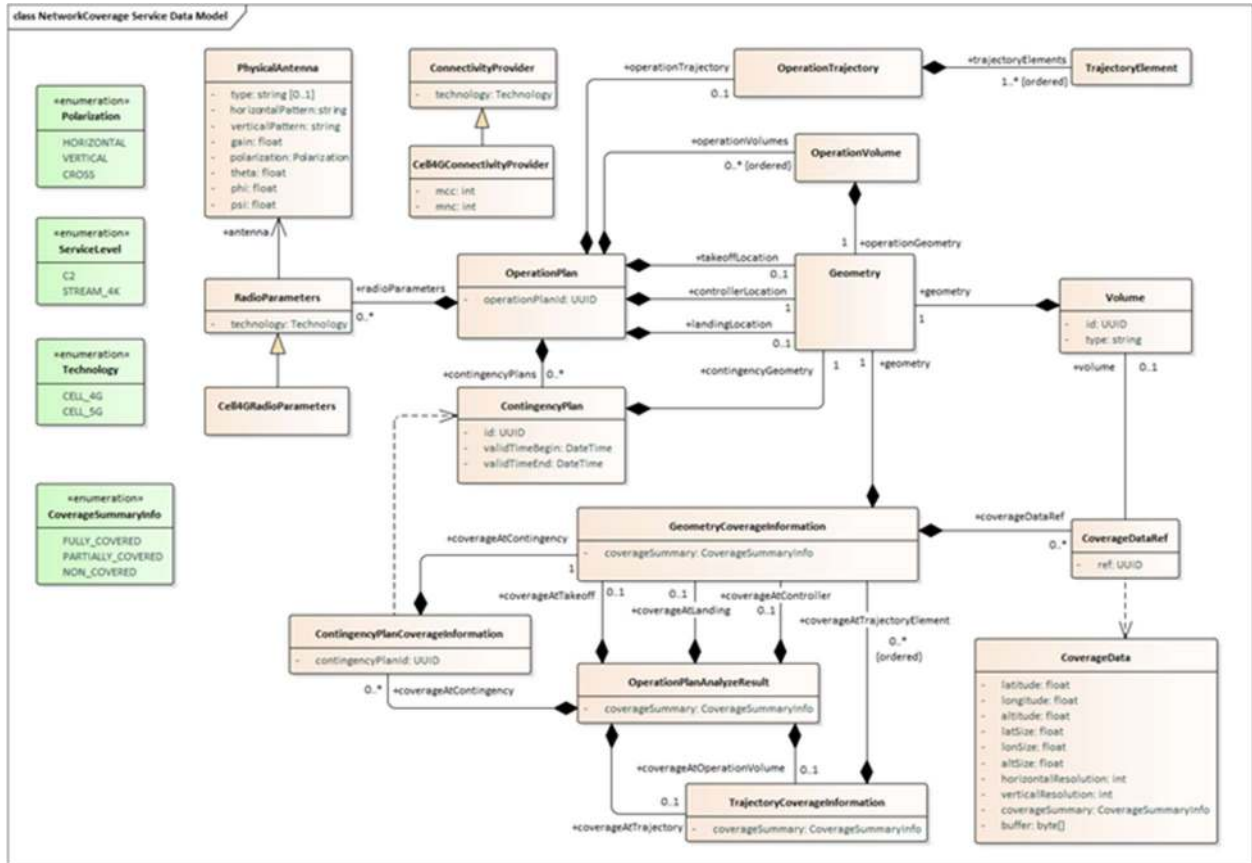 class NetworkCoverage Service Data Model
«enumeration»
Polarization
HORIZONTAL
VERTICAL
CROSS
«enumeration»
ServiceLevel
C2
STREAM_4K
«enumeration»
Technology
CELL_4G
CELL_5G
«enumeration»
CoverageSummaryInfo
FULLY_COVERED
PARTIALLY_COVERED
NON_COVERED
PhysicalAntenna
- type: string [0..1]
- horizontalPattern: string
- verticalPattern: string
- gain: float
- polarization: Polarization
- theta: float
- phi: float
- psi: float
+antenna
RadioParameters
- technology: Technology
Cell4GRadioParameters
ConnectivityProvider
- technology: Technology
Cell4GConnectivityProvider
- mcc: int
- mnc: int
+radioParameters
0..*
OperationPlan
- operationPlanId: UUID
+contingencyPlans
0..*
ContingencyPlan
- id: UUID
- validTimeBegin: DateTime
- validTimeEnd: DateTime
+operationTrajectory
0..1
OperationTrajectory
+trajectoryElements
1..* {ordered}
TrajectoryElement
+operationVolumes
0..* {ordered}
OperationVolume
1
+operationGeometry
+takeoffLocation
0..1
+controllerLocation
1
+landingLocation
0..1
+contingencyGeometry
1
Geometry
+geometry
1
1
+geometry
Volume
- id: UUID
- type: string
+volume
0..1
GeometryCoverageInformation
- coverageSummary: CoverageSummaryInfo
+coverageDataRef
0..*
CoverageDataRef
- ref: UUID
+coverageAtContingency
1
+coverageAtTakeoff
0..1
0..1
+coverageAtLanding
+coverageAtController
0..1
+coverageAtTrajectoryElement
0..*
{ordered}
ContingencyPlanCoverageInformation
- contingencyPlanId: UUID
0..*
+coverageAtContingency
OperationPlanAnalyzeResult
- coverageSummary: CoverageSummaryInfo
+coverageAtOperationVolume
0..1
0..1
+coverageAtTrajectory
TrajectoryCoverageInformation
- coverageSummary: CoverageSummaryInfo
CoverageData
- latitude: float
- longitude: float
- altitude: float
- latSize: float
- lonSize: float
- altSize: float
- horizontalResolution: int
- verticalResolution: int
- coverageSummary: CoverageSummaryInfo
- buffer: byte[]